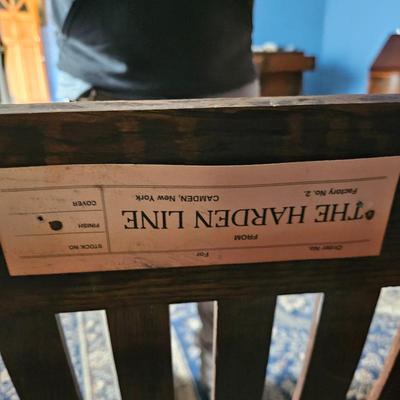 Order No.
For
FROM
THE HARDEN LINE
Factory No. 2.
CAMDEN, New York
STOCK NO.
FINISH
COVER